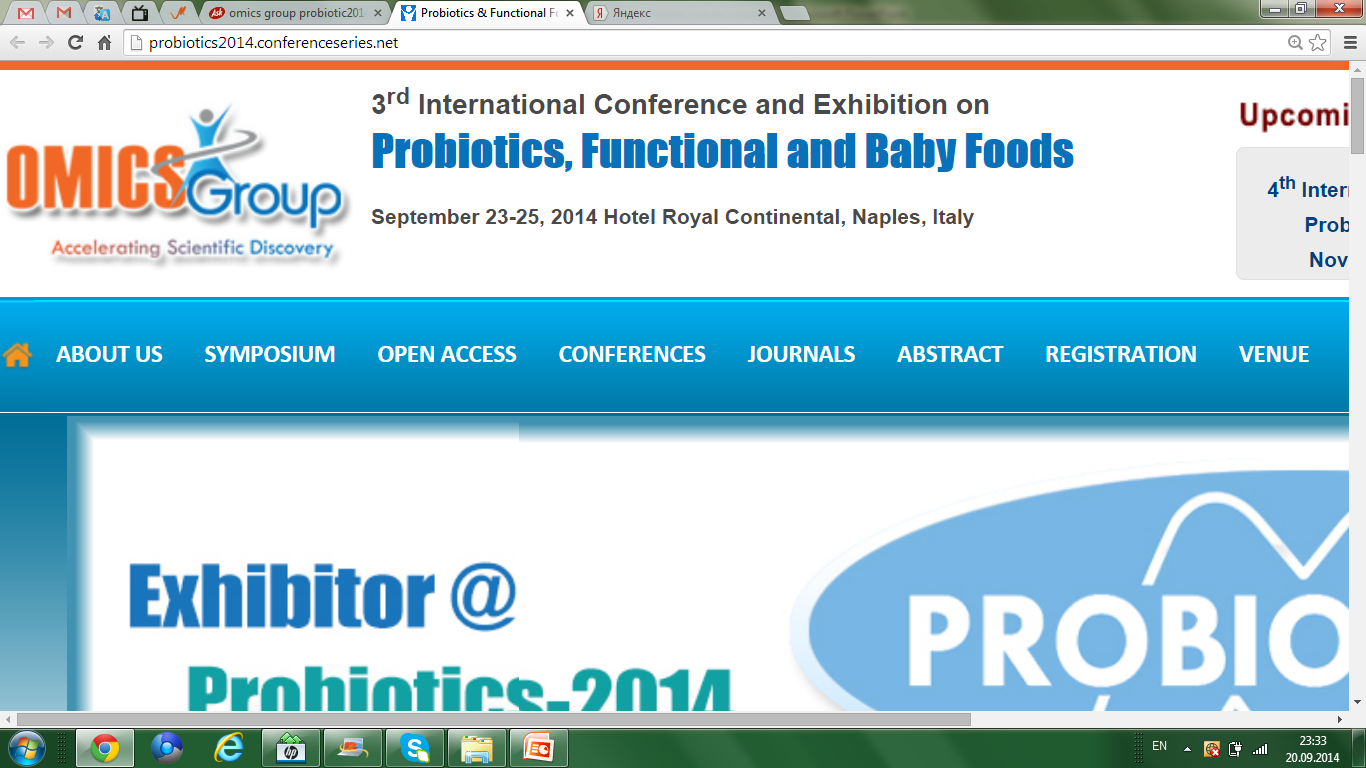 omics group probiotic201
Probiotics & Functional Fo
Яндекс
probiotics2014.conferenceseries.net
OMICS Group
Accelerating Scientific Discovery
3rd International Conference and Exhibition on
Probiotics, Functional and Baby Foods
September 23-25, 2014 Hotel Royal Continental, Naples, Italy
Upcomi
4th Intern
Prob
Nov
ABOUT US
SYMPOSIUM
OPEN ACCESS
CONFERENCES
JOURNALS
ABSTRACT
REGISTRATION
VENUE
Exhibitor @
Probiotics-2014
PROBIO
EN
23:33
20.09.2014